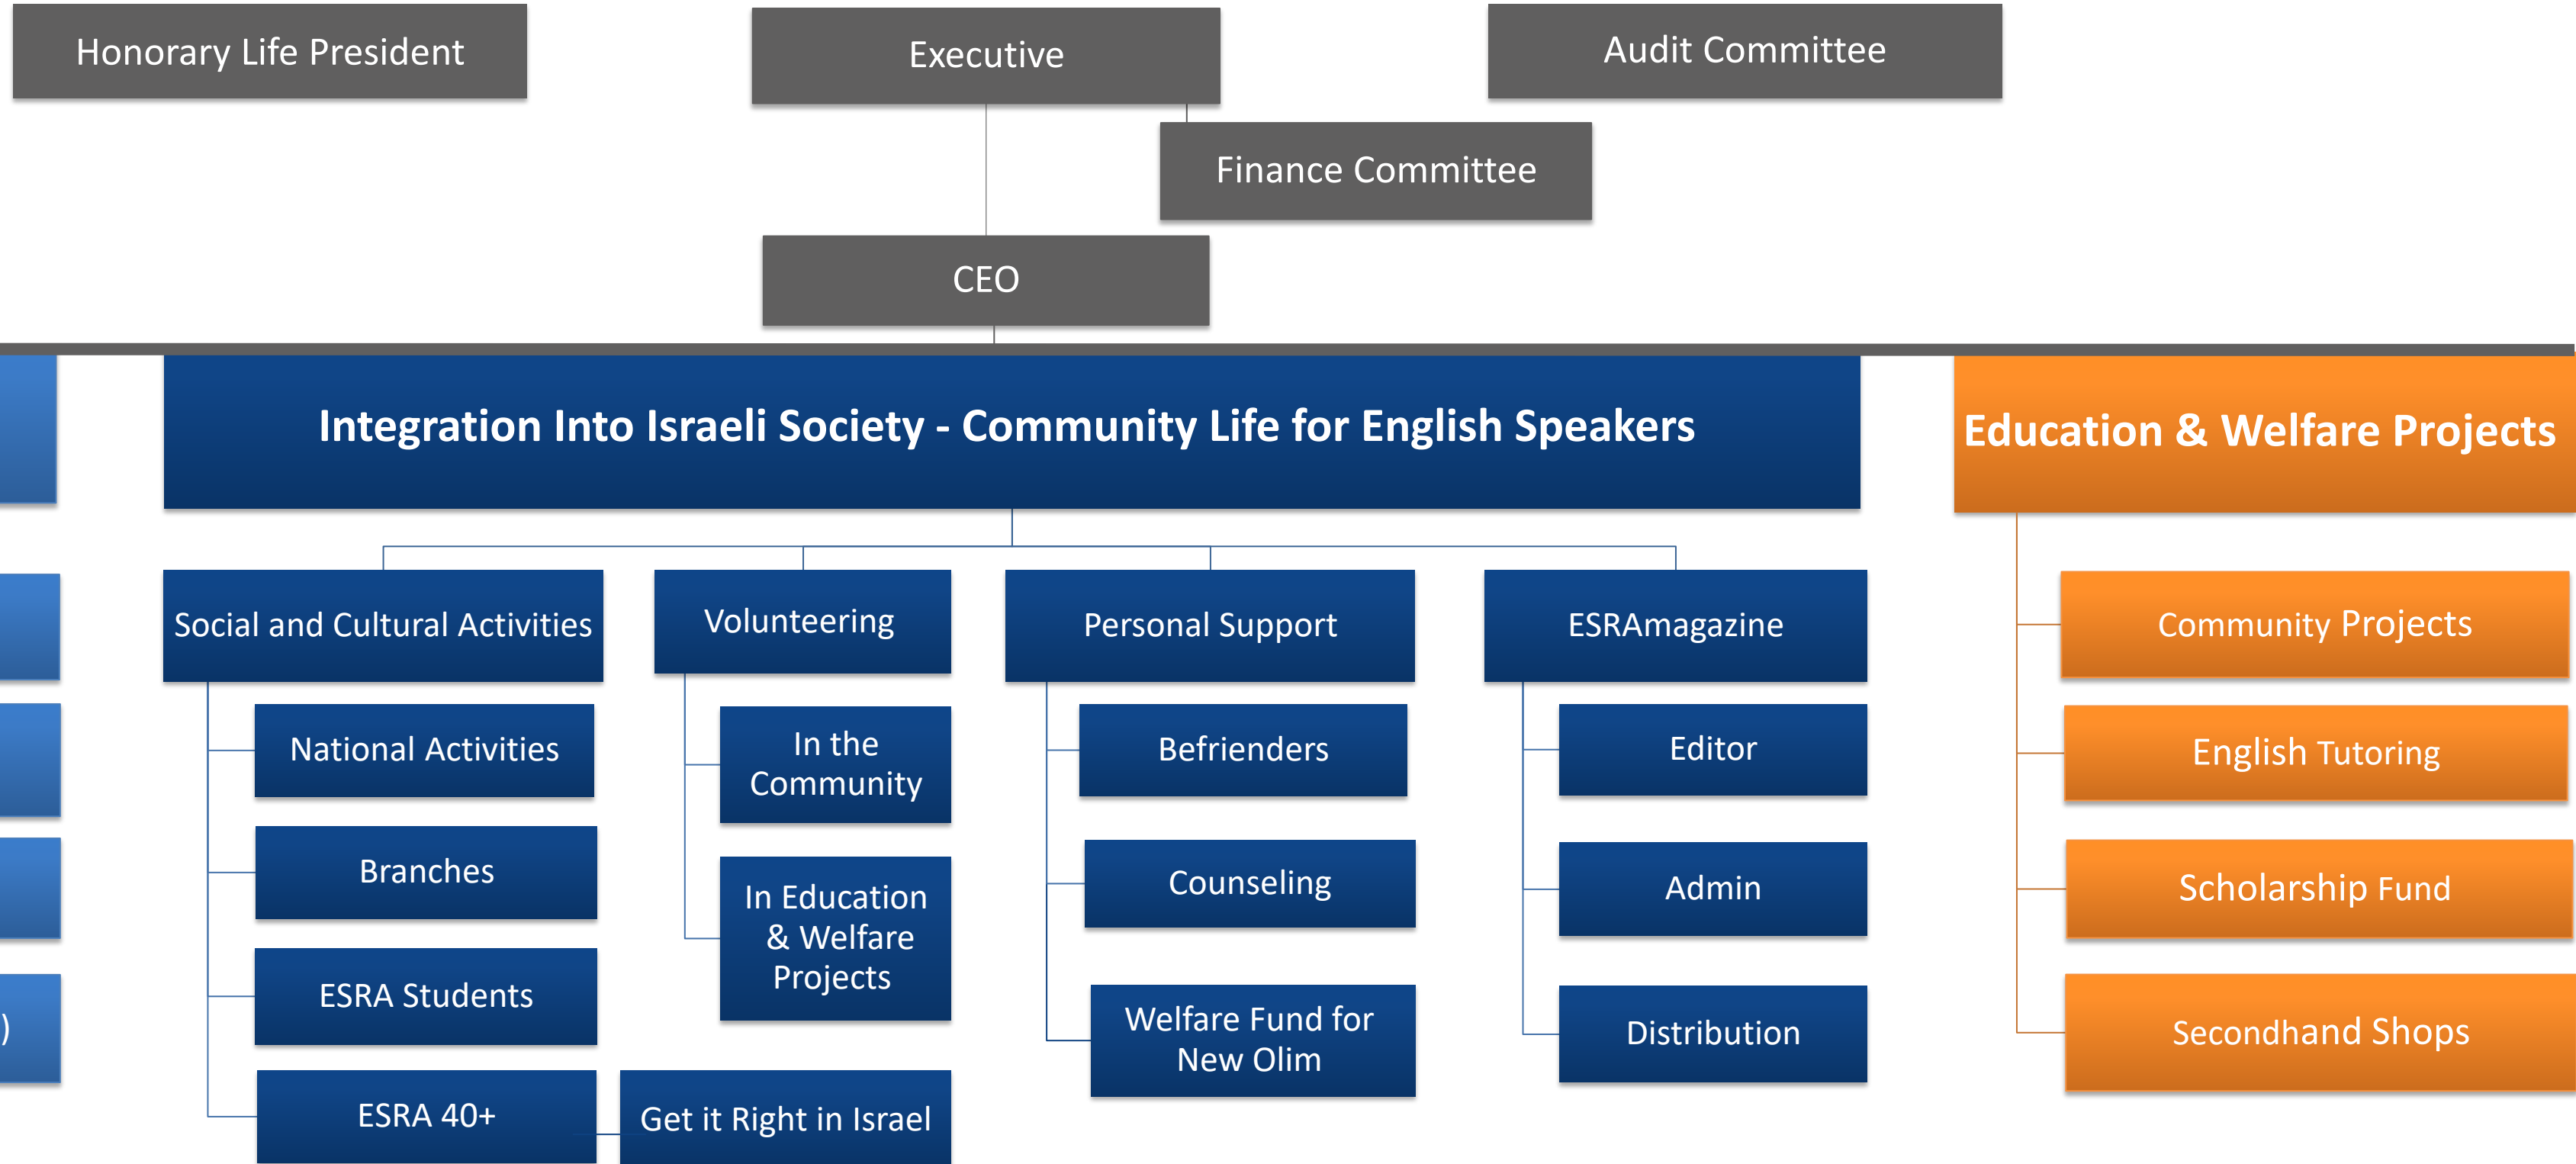 Honorary Life President
Executive
Audit Committee
Finance Committee
CEO
Integration Into Israeli Society - Community Life for English Speakers
Education & Welfare Projects
Social and Cultural Activities
Volunteering
Personal Support
ESRAmagazine
Community Projects
National Activities
In the
Community
Befrienders
Editor
English Tutoring
Branches
In Education
& Welfare
Projects
Counseling
Admin
Scholarship Fund
ESRA Students
Welfare Fund for
New Olim
Distribution
Secondhand Shops
)
ESRA 40+
Get it Right in Israel